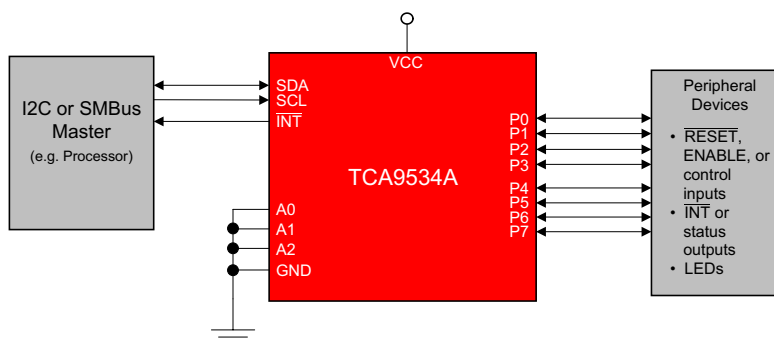 VCC
I2C or SMBus
Master
(e.g. Processor)
SDA
SCL
INT
TCA9534A
A0
A1
A2
GND
P0
P1
P2
P3
P4
P5
P6
P7
Peripheral
Devices
• RESET,
ENABLE, or
control
inputs
• INT or
status
outputs
• LEDs